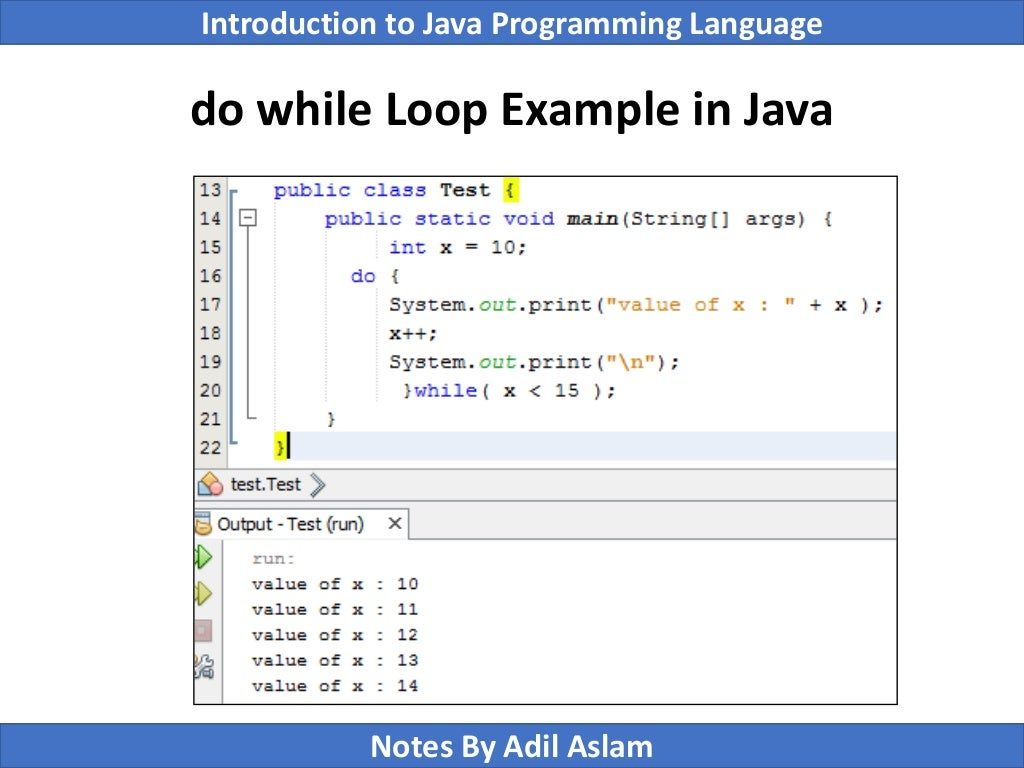 Introduction to Java Programming Language
do while Loop Example in Java
13 public class Test {
14 public static void main(String[] args) {
15 int x = 10;
16 do {
17 System.out.print("value of x : " + x );
18 x++;
19 System.out.print("\n");
20 }while( x < 15 );
21 }
22 }
test.Test
Output - Test (run)
run:
value of x : 10
value of x : 11
value of x : 12
value of x : 13
value of x : 14
Notes By Adil Aslam